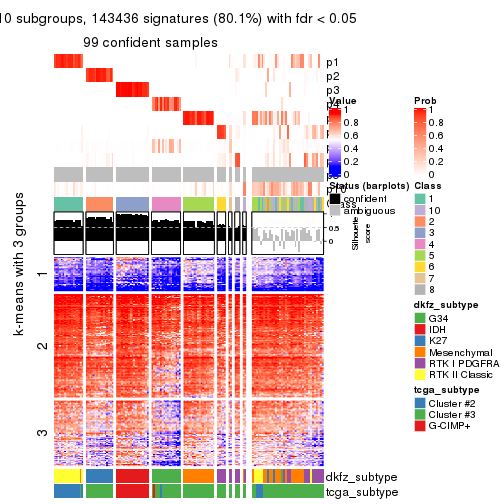 10 subgroups, 143436 signatures (80.1%) with fdr < 0.05
99 confident samples
p1
p2
p3
Value
1
0.8
0.6
0.4
0.2
0
Prob
1
0.8
0.6
0.4
0.2
0
Status (barplots)
confident
ambiguous
Class
1
10
2
3
4
5
6
7
8
0.5
0
Silhouette
score
k-means with 3 groups
1
2
3
dkfz_subtype
G34
IDH
K27
Mesenchymal
RTK I PDGFRA
RTK II Classic
tcga_subtype
Cluster #2
Cluster #3
G-CIMP+
dkfz_subtype
tcga_subtype